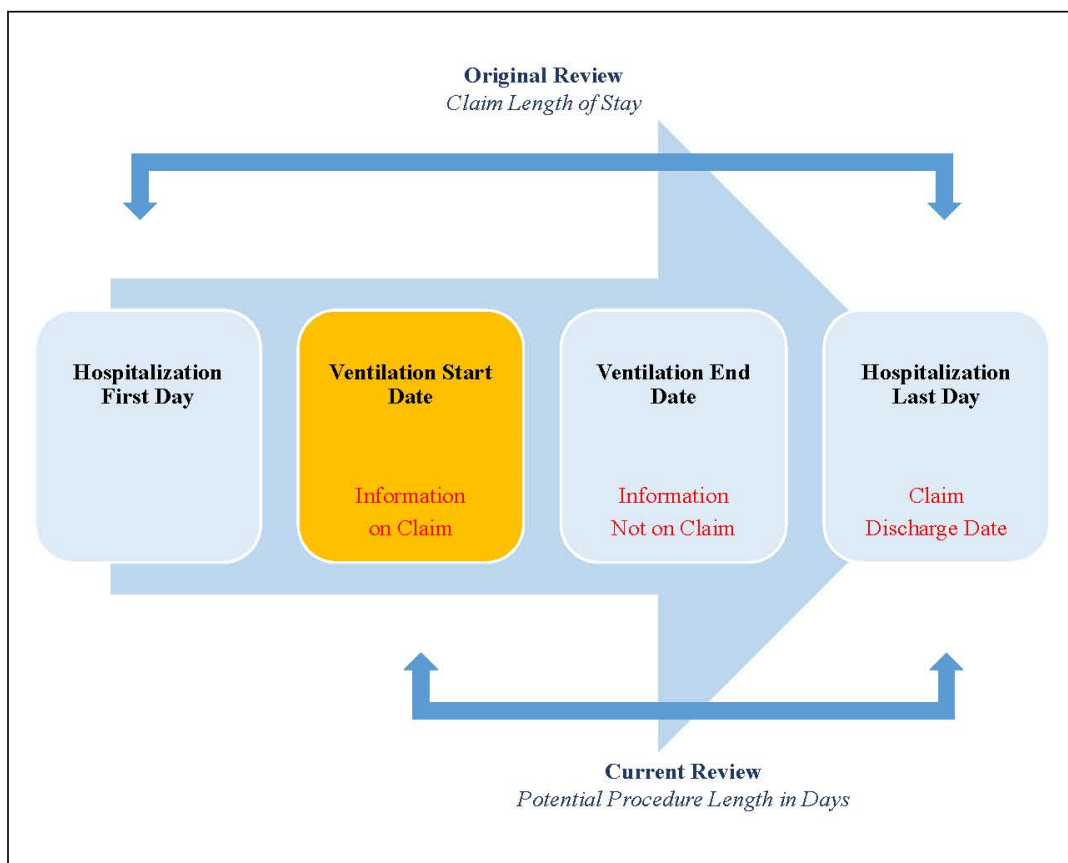 Original Review
Claim Length of Stay
Hospitalization
First Day
Ventilation Start
Date
Information
on Claim
Ventilation End
Date
Information
Not on Claim
Hospitalization
Last Day
Claim
Discharge Date
Current Review
Potential Procedure Length in Days